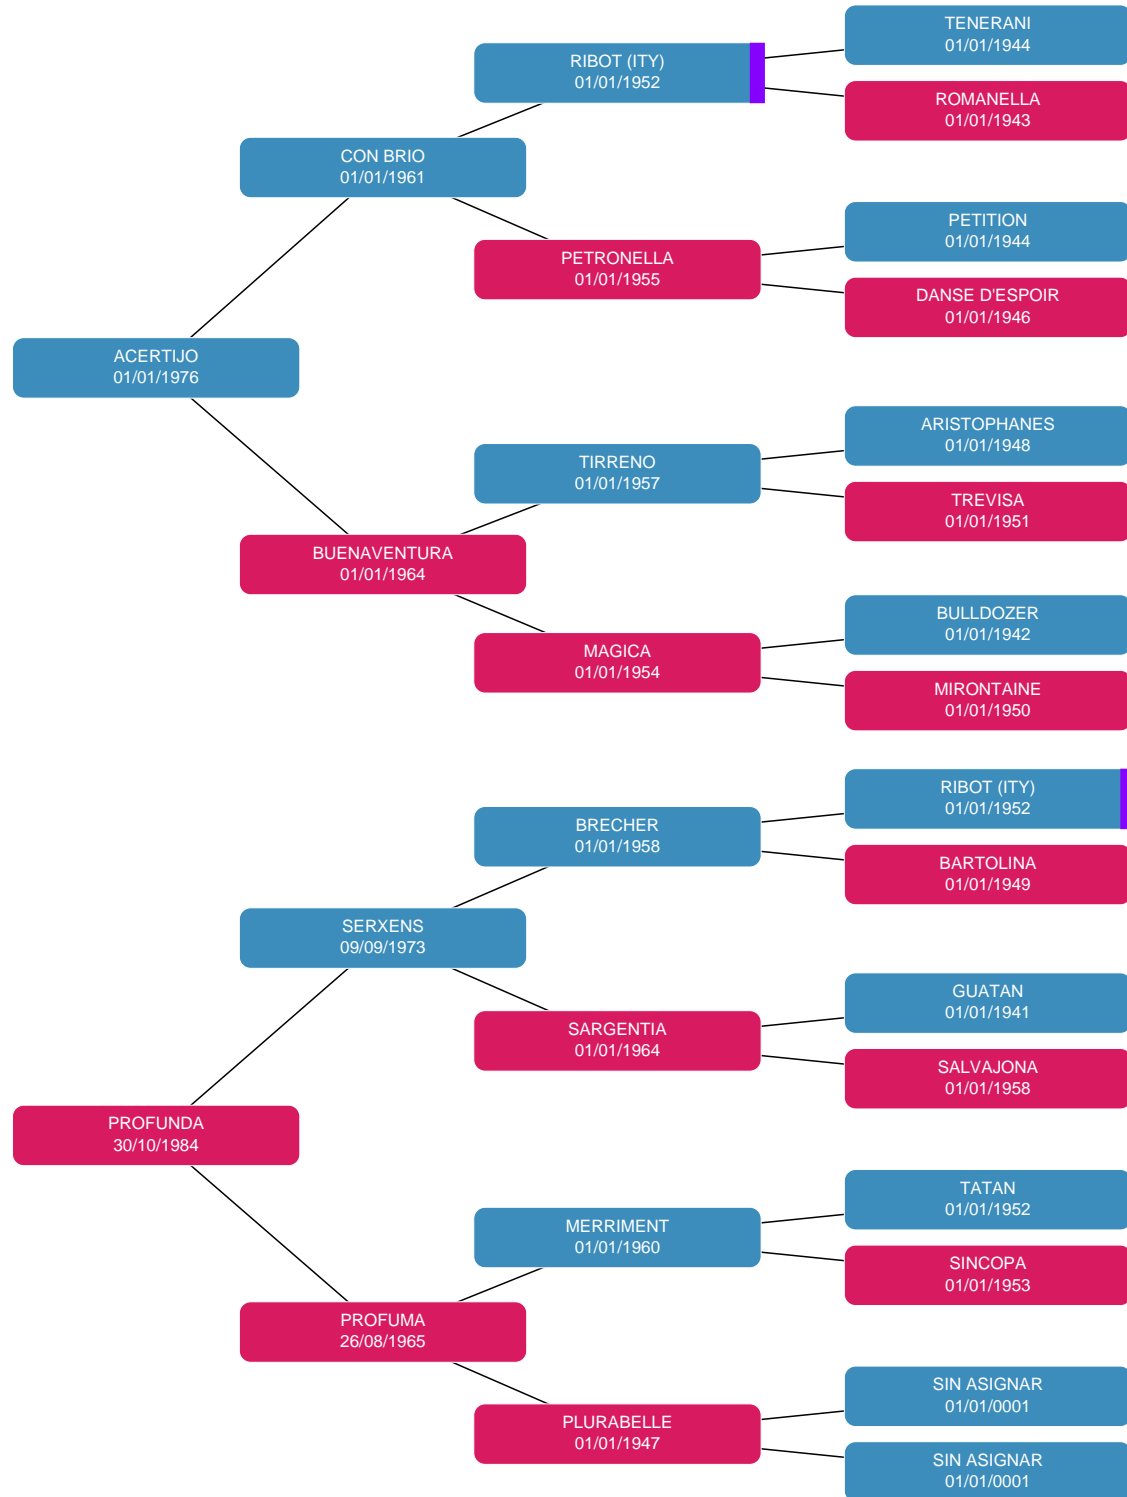 TENERANI
01/01/1944
RIBOT (ITY)
01/01/1952
ROMANELLA
01/01/1943
CON BRIO
01/01/1961
PETITION
01/01/1944
PETRONELLA
01/01/1955
DANSE D'ESPOIR
01/01/1946
ACERTIJO
01/01/1976
ARISTOPHANES
01/01/1948
TIRRENO
01/01/1957
TREVISA
01/01/1951
BUENAVENTURA
01/01/1964
BULLDOZER
01/01/1942
MAGICA
01/01/1954
MIRONTAINE
01/01/1950
RIBOT (ITY)
01/01/1952
BRECHER
01/01/1958
BARTOLINA
01/01/1949
SERXENS
09/09/1973
GUATAN
01/01/1941
SARGENTIA
01/01/1964
SALVAJONA
01/01/1958
PROFUNDA
30/10/1984
TATAN
01/01/1952
MERRIMENT
01/01/1960
SINCOPA
01/01/1953
PROFUMA
26/08/1965
SIN ASIGNAR
01/01/0001
PLURABELLE
01/01/1947
SIN ASIGNAR
01/01/0001